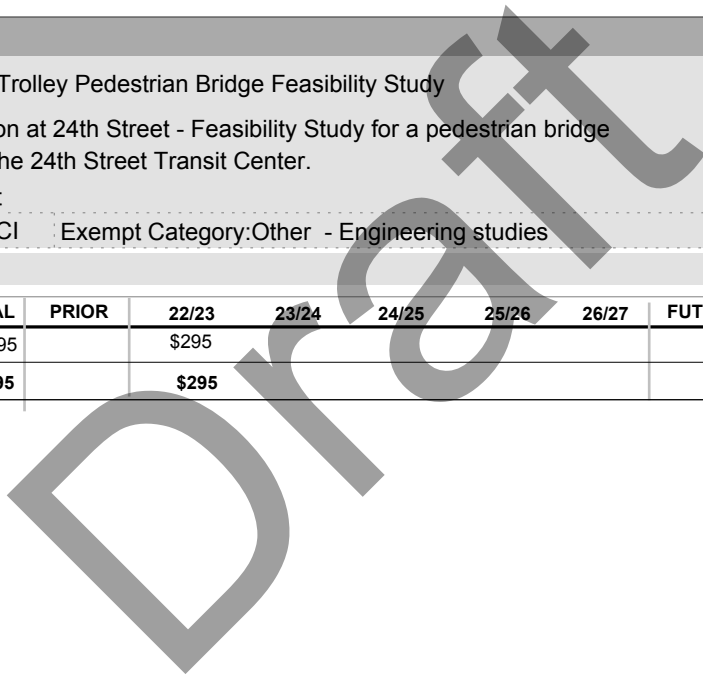 Trolley Pedestrian Bridge Feasibility Study
on at 24th Street - Feasibility Study for a pedestrian bridge
he 24th Street Transit Center.
CI Exempt Category:Other - Engineering studies
AL PRIOR 22/23 23/24 24/25 25/26 26/27 FUT
95 $295
95 $295
Draft